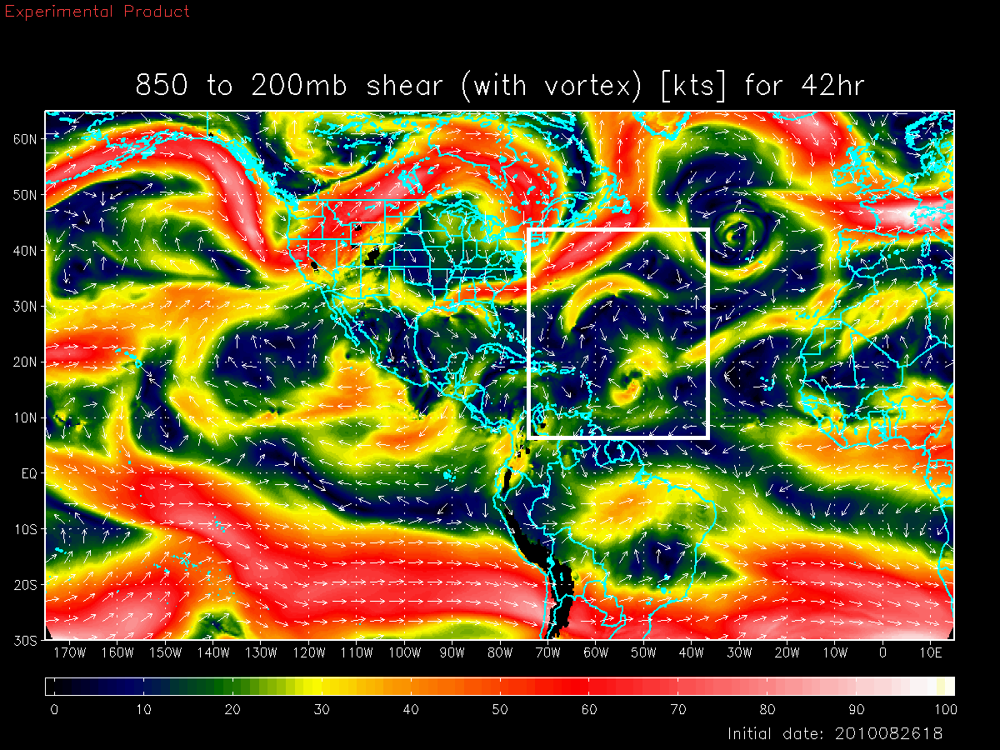 Experimental Product
850 to 200mb shear (with vortex) [kts] for 42hr
60N
50N
40N
30N
20N
10N
EQ
10S
20S
30S
170W 160W 150W 140W 130W 120W 110W 100W 90W 80W 70W 60W 50W 40W 30W 20W 10W 0 10E
0 10 20 30 40 50 60 70 80 90 100
Initial date: 2010082618